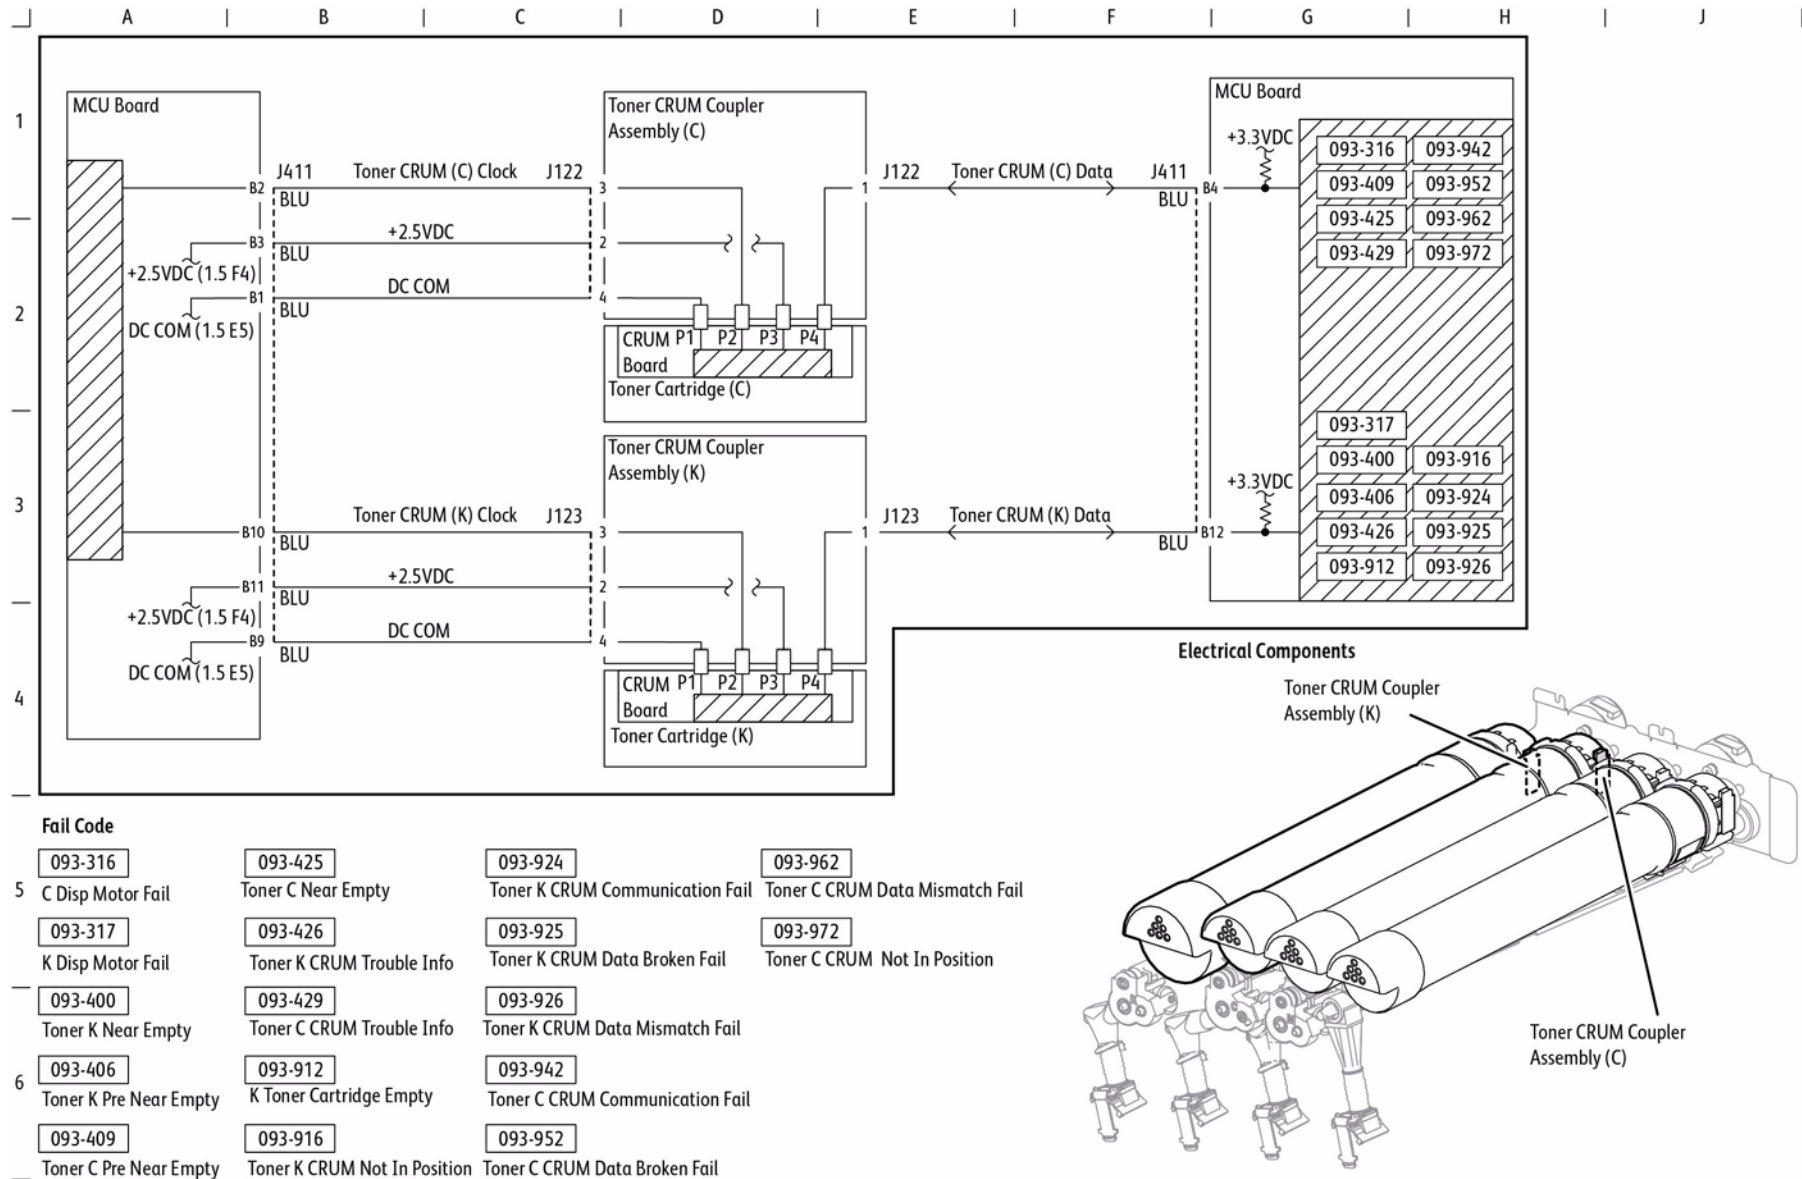 A | B | C | D | E | F | G | H | J
1
2
3
4
5
6
MCU Board
J411
B2
BLU
Toner CRUM (C) Clock
J122
3
B3
BLU
+2.5VDC
2
+2.5VDC (1.5 F4)
B1
BLU
DC COM
4
DC COM (1.5 E5)
Toner CRUM Coupler
Assembly (C)
CRUM
Board
P1
P2
P3
P4
Toner Cartridge (C)
1
J122
Toner CRUM (C) Data
J411
BLU
B4
MCU Board
+3.3VDC
093-316 093-942
093-409 093-952
093-425 093-962
093-429 093-972
B10
BLU
Toner CRUM (K) Clock
J123
3
B11
BLU
+2.5VDC
2
+2.5VDC (1.5 F4)
B9
BLU
DC COM
4
DC COM (1.5 E5)
Toner CRUM Coupler
Assembly (K)
CRUM
Board
P1
P2
P3
P4
Toner Cartridge (K)
1
J123
Toner CRUM (K) Data
BLU
B12
+3.3VDC
093-317
093-400 093-916
093-406 093-924
093-426 093-925
093-912 093-926
Electrical Components
Toner CRUM Coupler
Assembly (K)
Toner CRUM Coupler
Assembly (C)
Fail Code
093-316
C Disp Motor Fail
093-317
K Disp Motor Fail
093-400
Toner K Near Empty
093-406
Toner K Pre Near Empty
093-409
Toner C Pre Near Empty
093-425
Toner C Near Empty
093-426
Toner K CRUM Trouble Info
093-429
Toner C CRUM Trouble Info
093-912
K Toner Cartridge Empty
093-916
Toner K CRUM Not In Position
093-924
Toner K CRUM Communication Fail
093-925
Toner K CRUM Data Broken Fail
093-926
Toner K CRUM Data Mismatch Fail
093-942
Toner C CRUM Communication Fail
093-952
Toner C CRUM Data Broken Fail
093-962
Toner C CRUM Data Mismatch Fail
093-972
Toner C CRUM Not In Position